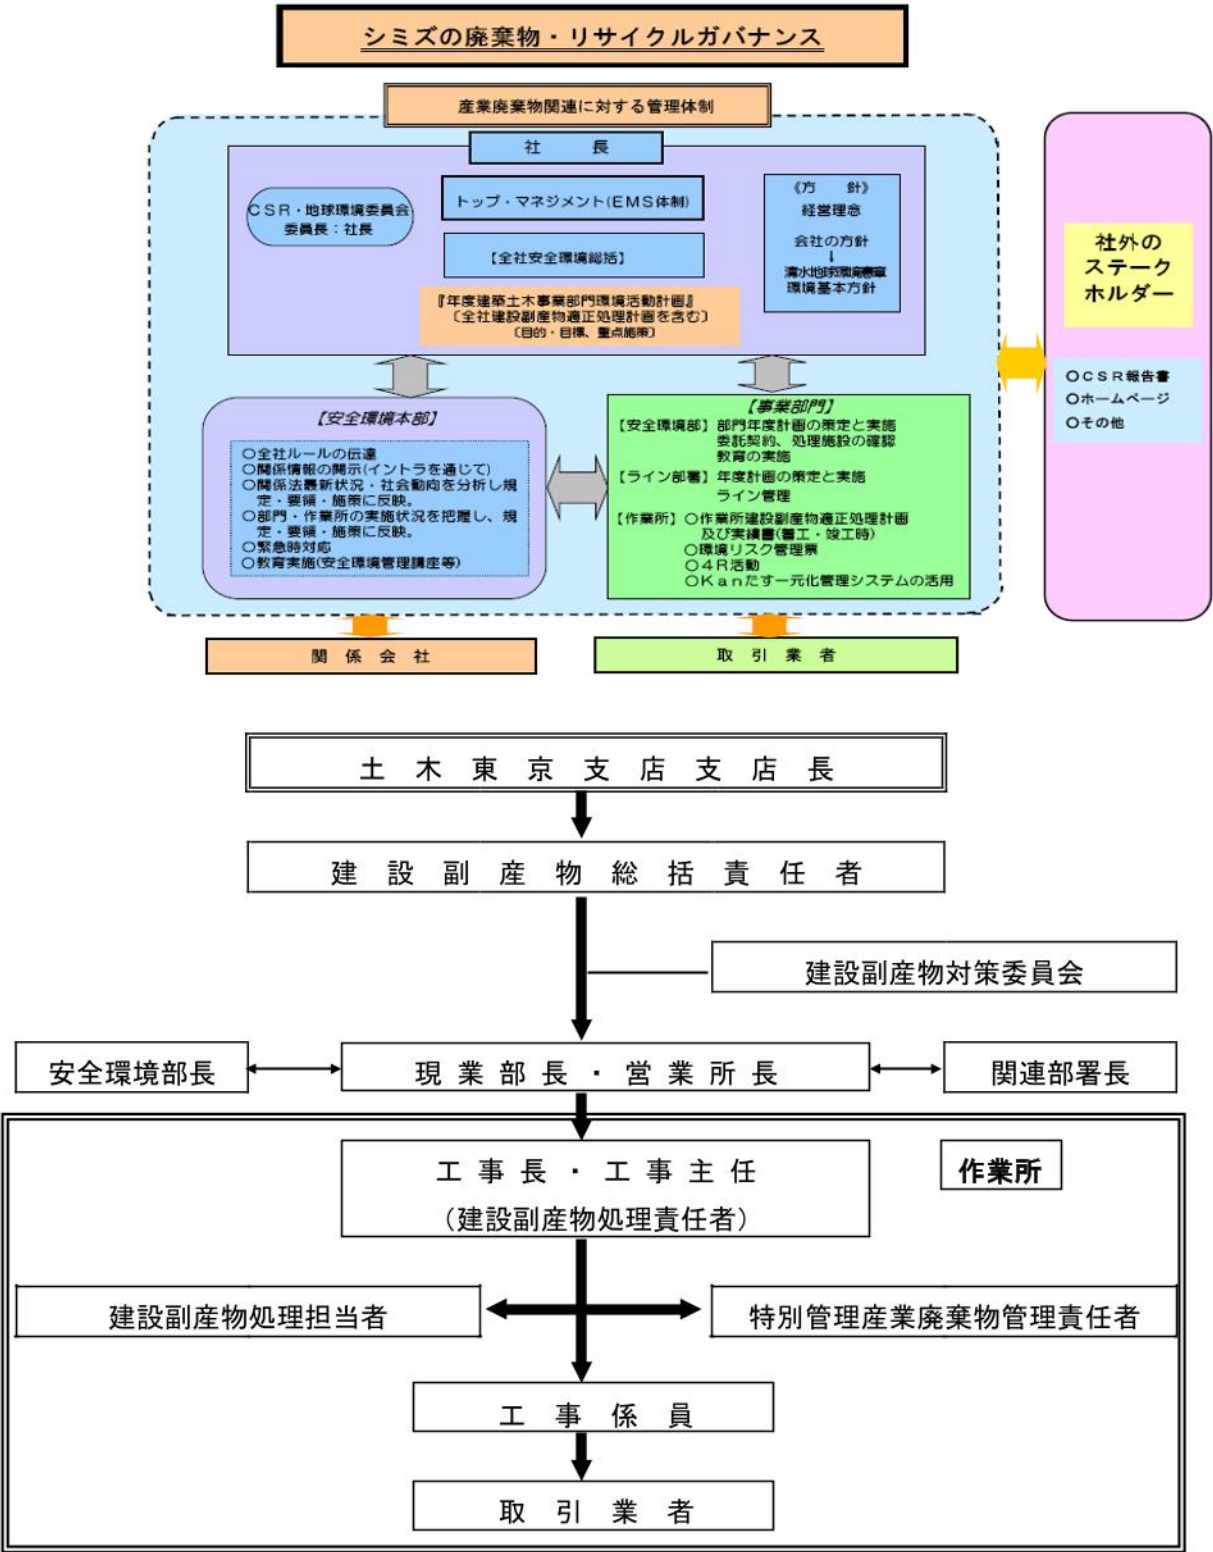 シミズの廃棄物・リサイクルガバナンス
産業廃棄物関連に対する管理体制
社　長
CSR・地球環境委員会
委員長：社長
トップ・マネジメント(EMS体制)
【全社安全環境総括】
『年度建築土木事業部門環境活動計画』
（全社建設副産物適正処理計画を含む）
（目的・目標、重点施策）
《方　針》
経営理念
会社の方針
↓
清水地球環境憲章
環境基本方針
【安全環境本部】
○全社ルールの伝達
○関係情報の開示(イントラを通じて)
○関係法最新状況・社会動向を分析し規
定・要領・施策に反映。
○部門・作業所の実施状況を把握し、規
定・要領・施策に反映。
○緊急時対応
○教育実施(安全環境管理講座等)
【事業部門】
【安全環境部】部門年度計画の策定と実施
委託契約、処理施設の確認
教育の実施
【ライン部署】年度計画の策定と実施
ライン管理
【作業所】○作業所建設副産物適正処理計画
及び実績書(着工・竣工時)
○環境リスク管理票
○4R活動
○Kanたす一元化管理システムの活用
社外の
ステーク
ホルダー
○CSR報告書
○ホームページ
○その他
関係会社
取引業者
土木東京支店支店長
建設副産物総括責任者
建設副産物対策委員会
安全環境部長
現業部長・営業所長
関連部署長
工事長・工事主任
（建設副産物処理責任者）
作業所
建設副産物処理担当者
特別管理産業廃棄物管理責任者
工事係員
取引業者